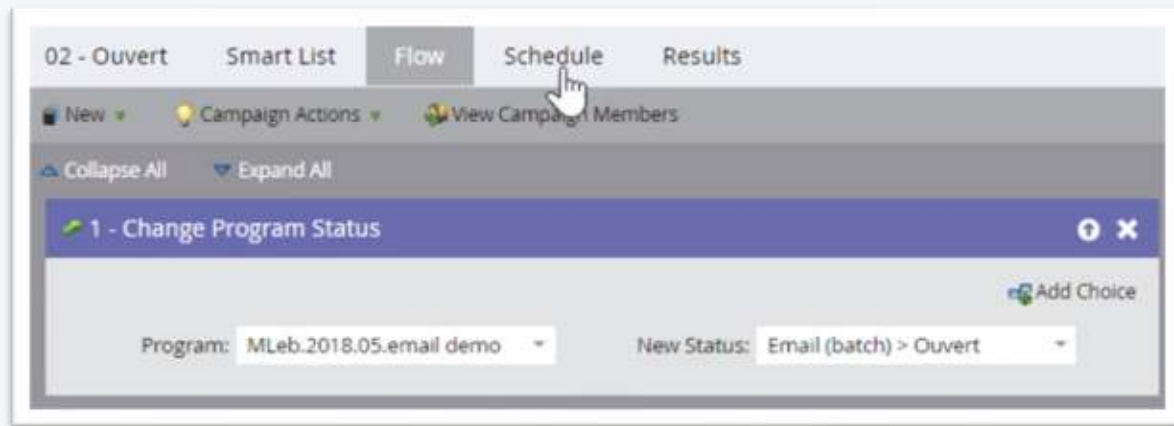 02 - Ouvert Smart List Flow Schedule Results
New Campaign Actions View Campaign Members
Collapse All Expand All
1 - Change Program Status
Add Choice
Program: MLeb.2018.05.email demo New Status: Email (batch) > Ouvert